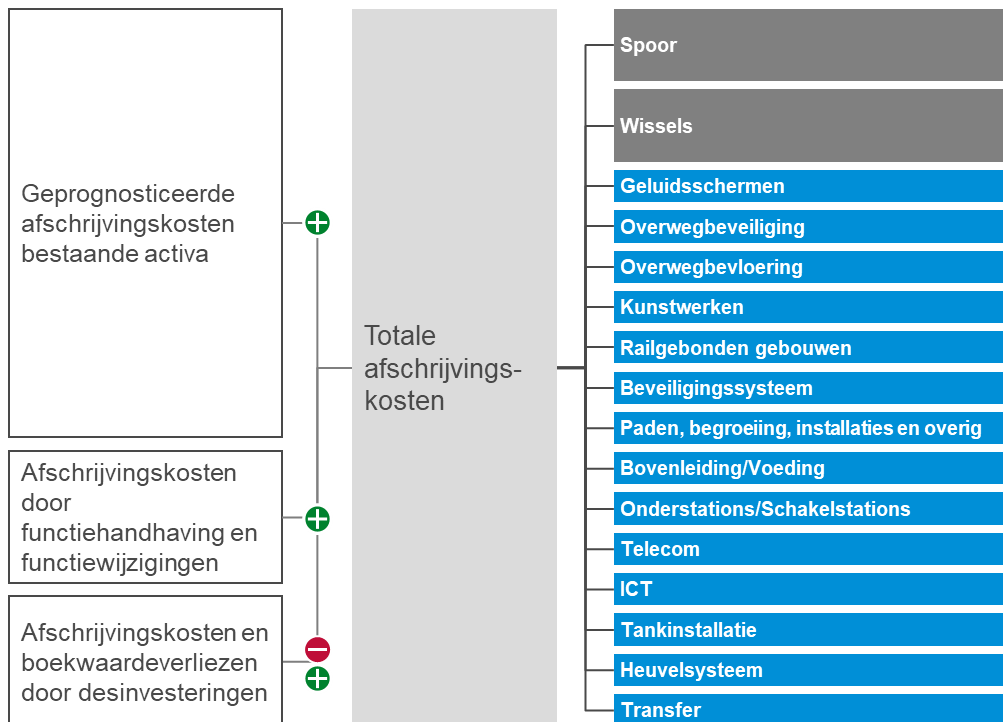 Geprognosticeerde
afschrijvingskosten
bestaande activa
Afschrijvingskosten
door
functiehandhaving en
functiewijzigingen
Afschrijvingskosten en
boekwaardeverliezen
door desinvesteringen
Totale
afschrijvings-
kosten
Spoor
Wissels
Geluidsschermen
Overwegbeveiliging
Overwegbevloering
Kunstwerken
Railgebonden gebouwen
Beveiligingssysteem
Paden, begroeiing, installaties en overig
Bovenleiding/Voeding
Onderstations/Schakelstations
Telecom
ICT
Tankinstallatie
Heuvelsysteem
Transfer